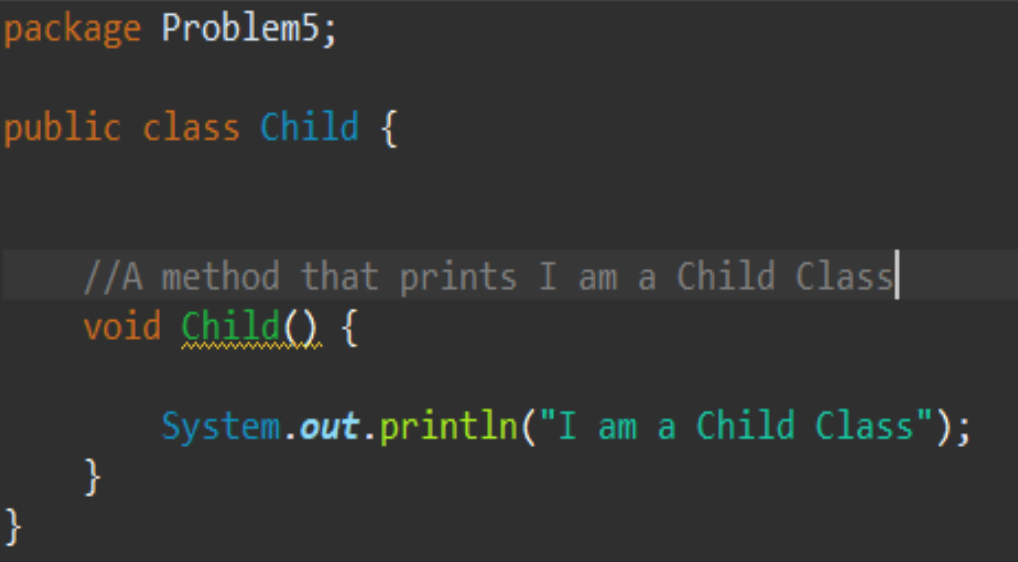 package Problem5;
public class Child {
//A method that prints I am a Child Class
void Child() {
System.out.println("I am a Child Class");
}
}